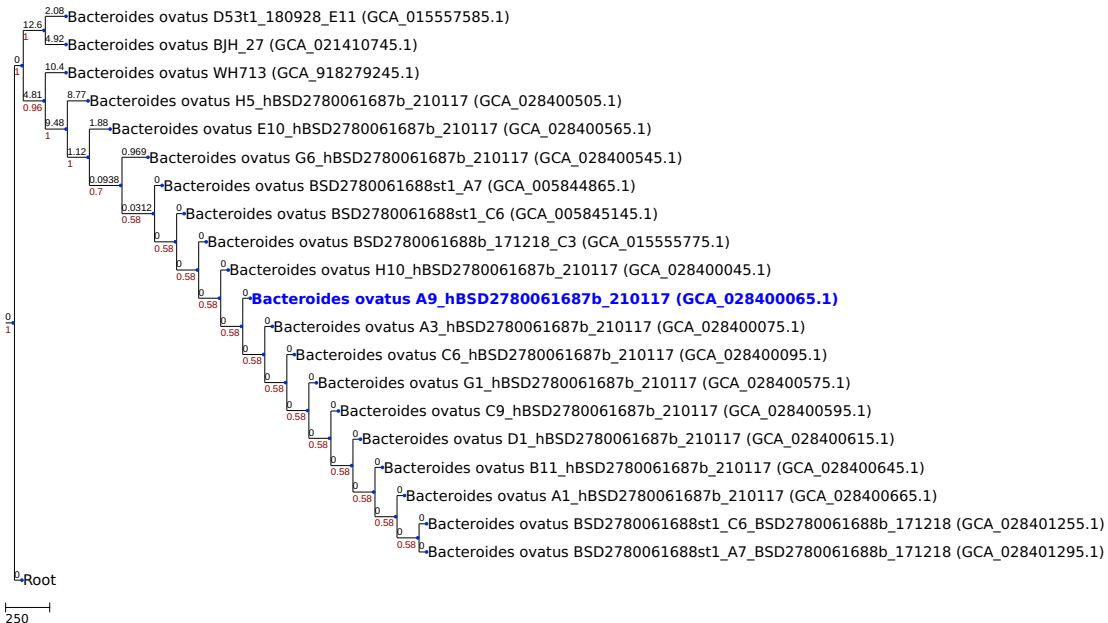 2.08 Bacteroides ovatus D53t1_180928_E11 (GCA_015557585.1)
12.6
1
4.92 Bacteroides ovatus BJH_27 (GCA_021410745.1)
0
1
10.4 Bacteroides ovatus WH713 (GCA_918279245.1)
4.81
0.96
8.77 Bacteroides ovatus H5_hBSD2780061687b_210117 (GCA_028400505.1)
9.48
1
1.88 Bacteroides ovatus E10_hBSD2780061687b_210117 (GCA_028400565.1)
1.12
1
0.969 Bacteroides ovatus G6_hBSD2780061687b_210117 (GCA_028400545.1)
0.0938
0.7
0 Bacteroides ovatus BSD2780061688st1_A7 (GCA_005844865.1)
0.0312
0.58
0 Bacteroides ovatus BSD2780061688st1_C6 (GCA_005845145.1)
0
0.58
0 Bacteroides ovatus BSD2780061688b_171218_C3 (GCA_015555775.1)
0
0.58
0 Bacteroides ovatus H10_hBSD2780061687b_210117 (GCA_028400045.1)
0
0.58
0 Bacteroides ovatus A9_hBSD2780061687b_210117 (GCA_028400065.1)
0
1
0
0.58
0 Bacteroides ovatus A3_hBSD2780061687b_210117 (GCA_028400075.1)
0
0.58
0 Bacteroides ovatus C6_hBSD2780061687b_210117 (GCA_028400095.1)
0
0.58
0 Bacteroides ovatus G1_hBSD2780061687b_210117 (GCA_028400575.1)
0
0.58
0 Bacteroides ovatus C9_hBSD2780061687b_210117 (GCA_028400595.1)
0
0.58
0 Bacteroides ovatus D1_hBSD2780061687b_210117 (GCA_028400615.1)
0
0.58
0 Bacteroides ovatus B11_hBSD2780061687b_210117 (GCA_028400645.1)
0
0.58
0 Bacteroides ovatus A1_hBSD2780061687b_210117 (GCA_028400665.1)
0
0.58
0 Bacteroides ovatus BSD2780061688st1_C6_BSD2780061688b_171218 (GCA_028401255.1)
0
0.58
0 Bacteroides ovatus BSD2780061688st1_A7_BSD2780061688b_171218 (GCA_028401295.1)
0 Root
250